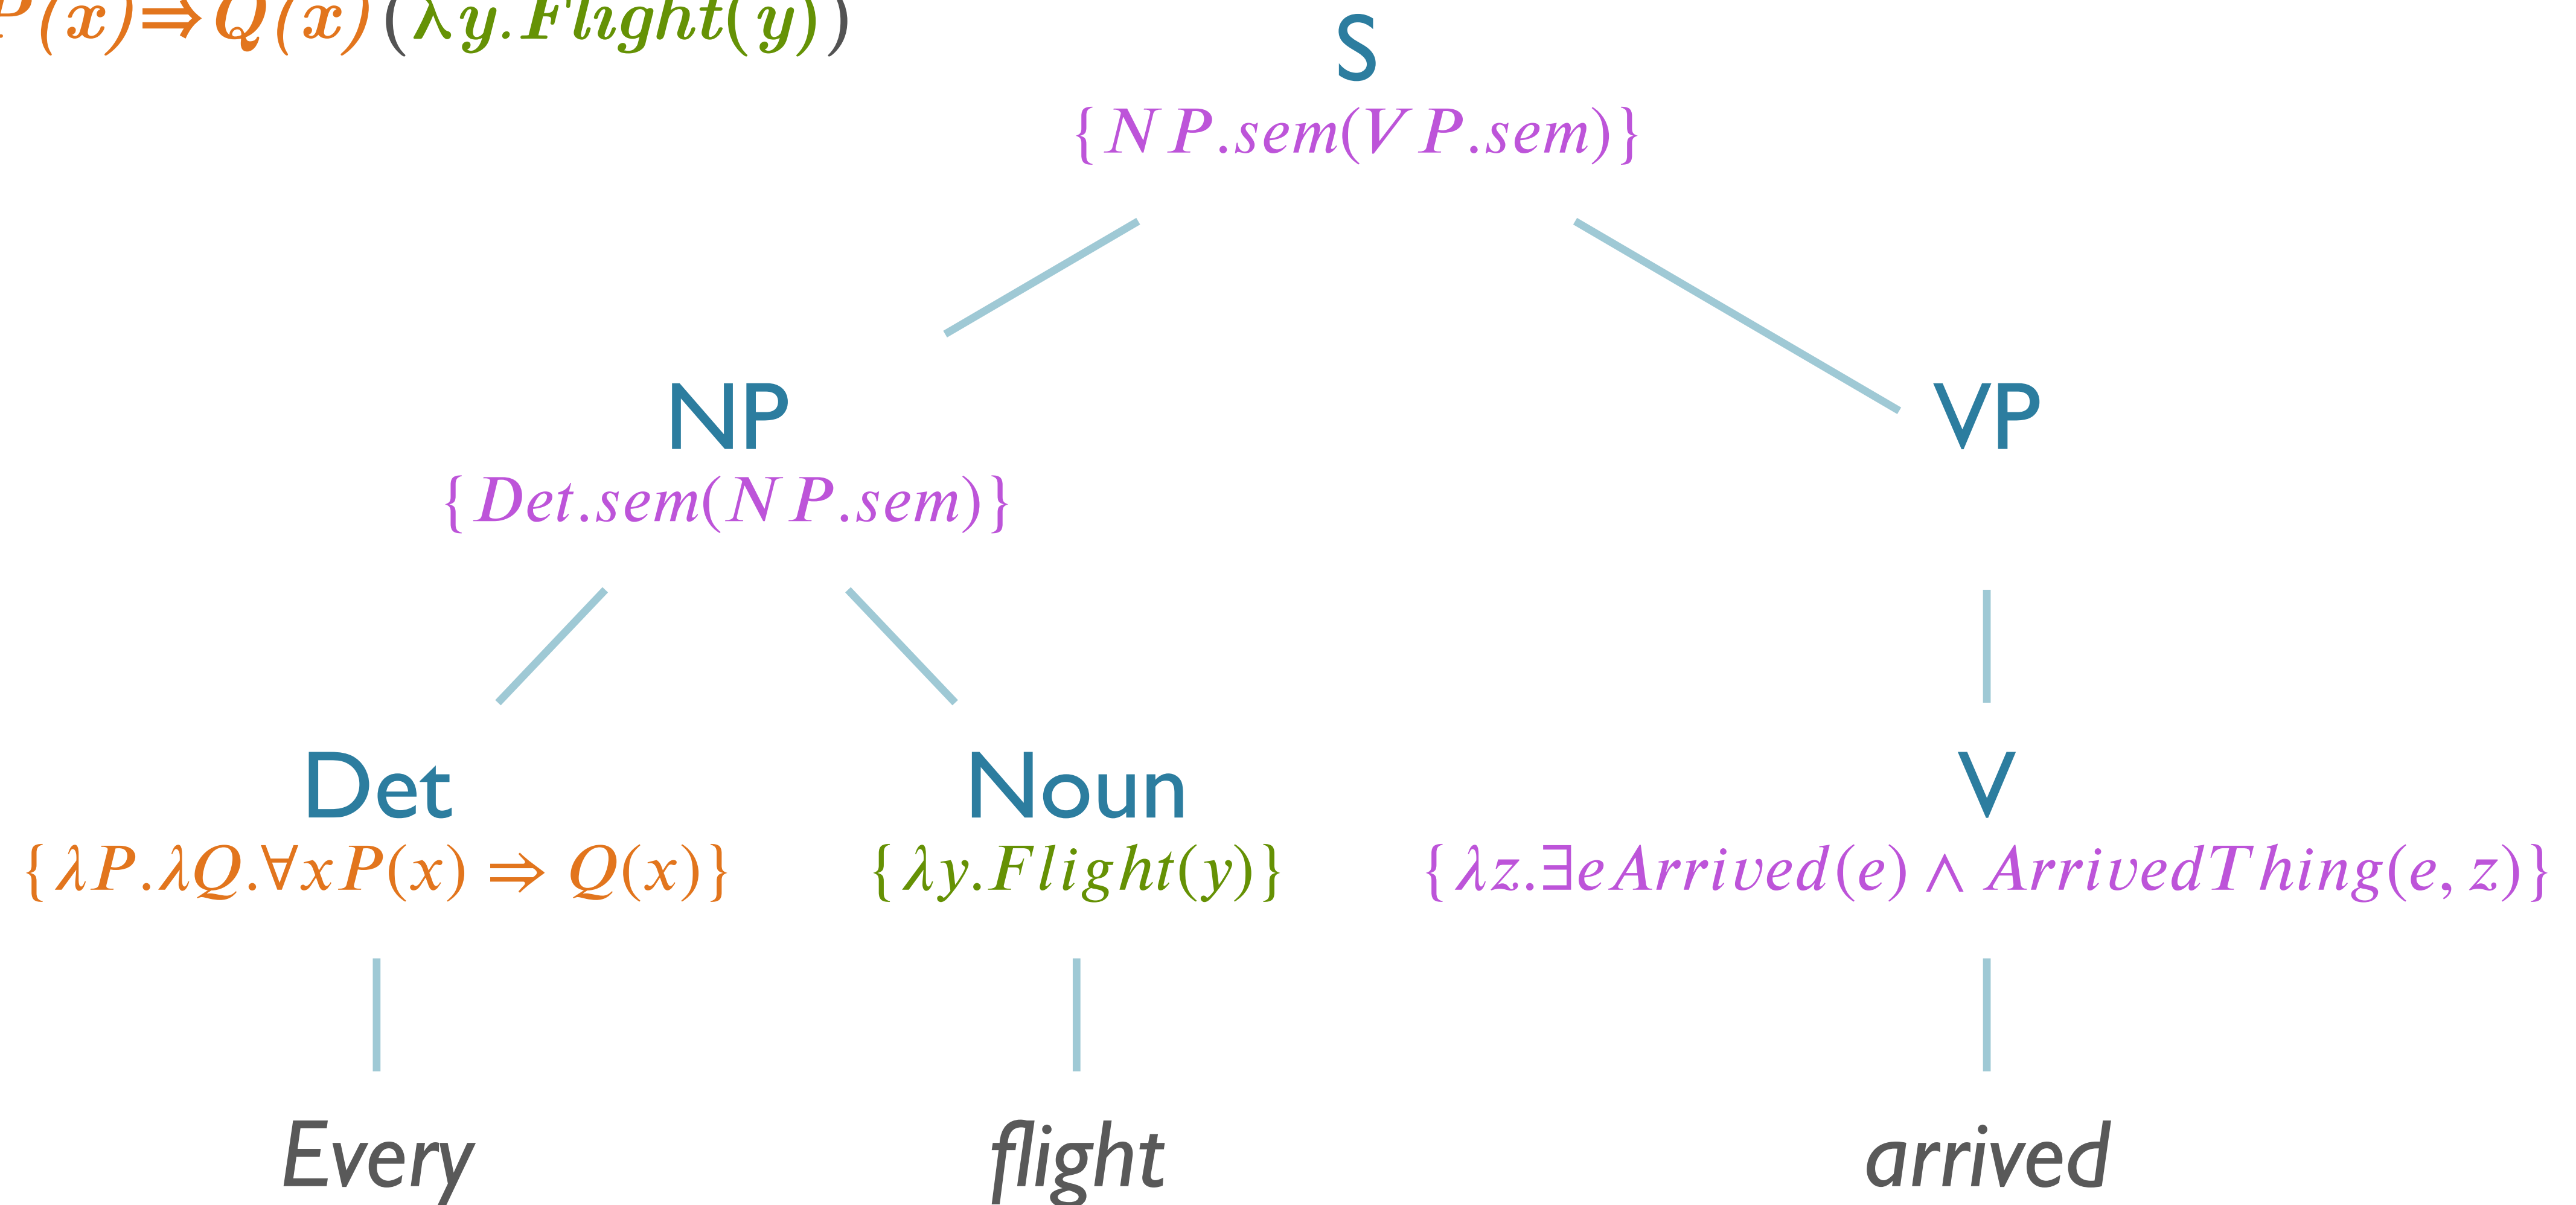 P(x)⇒Q(x)(λy.Flight(y))
S
{NP.sem(VP.sem)}
NP
VP
{Det.sem(NP.sem)}
Det
Noun
V
{λP.λQ.∀xP(x) ⇒ Q(x)}
{λy.Flight(y)}
{λz.∃eArrived(e) ∧ ArrivedThing(e, z)}
Every
flight
arrived